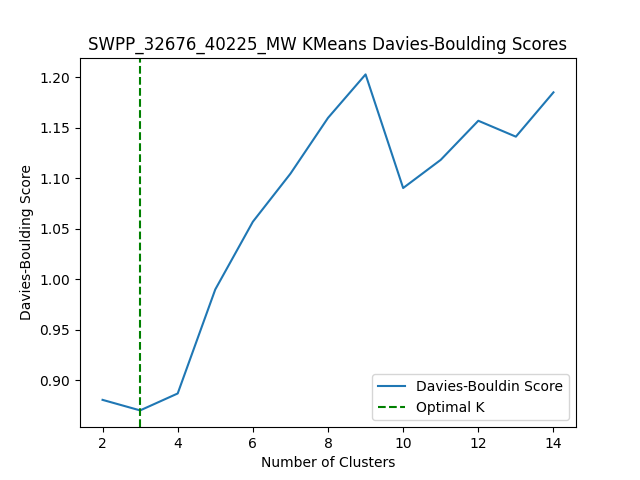 SWPP_32676_40225_MW KMeans Davies-Boulding Scores
Davies-Boulding Score
1.20
1.15
1.10
1.05
1.00
0.95
0.90
Davies-Bouldin Score
Optimal K
2 4 6 8 10 12 14
Number of Clusters